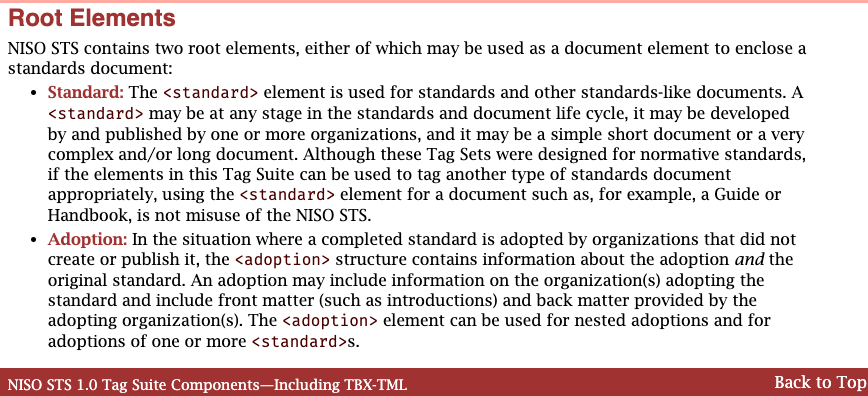 Root Elements
NISO STS contains two root elements, either of which may be used as a document element to enclose a
standards document:
• Standard: The <standard> element is used for standards and other standards-like documents. A
<standard> may be at any stage in the standards and document life cycle, it may be developed
by and published by one or more organizations, and it may be a simple short document or a very
complex and/or long document. Although these Tag Sets were designed for normative standards,
if the elements in this Tag Suite can be used to tag another type of standards document
appropriately, using the <standard> element for a document such as, for example, a Guide or
Handbook, is not misuse of the NISO STS.
• Adoption: In the situation where a completed standard is adopted by organizations that did not
create or publish it, the <adoption> structure contains information about the adoption and the
original standard. An adoption may include information on the organization(s) adopting the
standard and include front matter (such as introductions) and back matter provided by the
adopting organization(s). The <adoption> element can be used for nested adoptions and for
adoptions of one or more <standard>s.
NISO STS 1.0 Tag Suite Components—Including TBX-TML
Back to Top